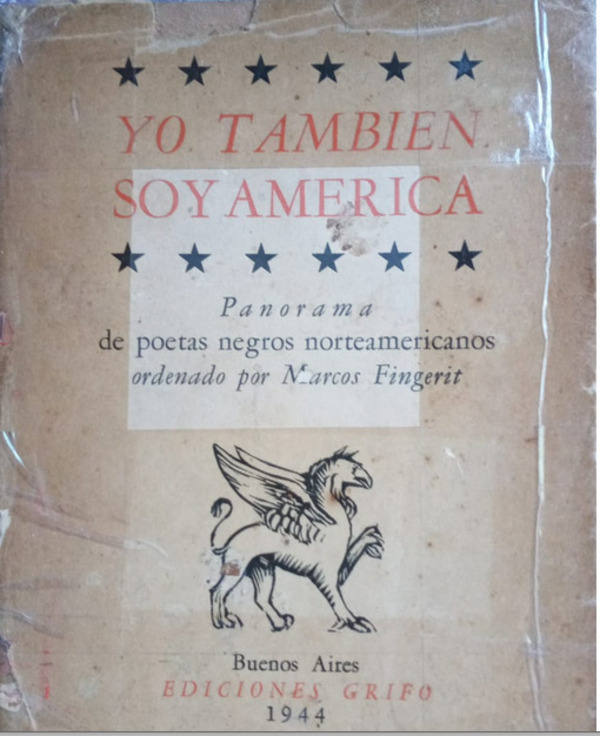 YO TAMBIEN
SOY AMERICA
Panorama
de poetas negros norteamericanos
ordenado por Marcos Fingerit
Buenos Aires
EDICIONES GRIFO
1944